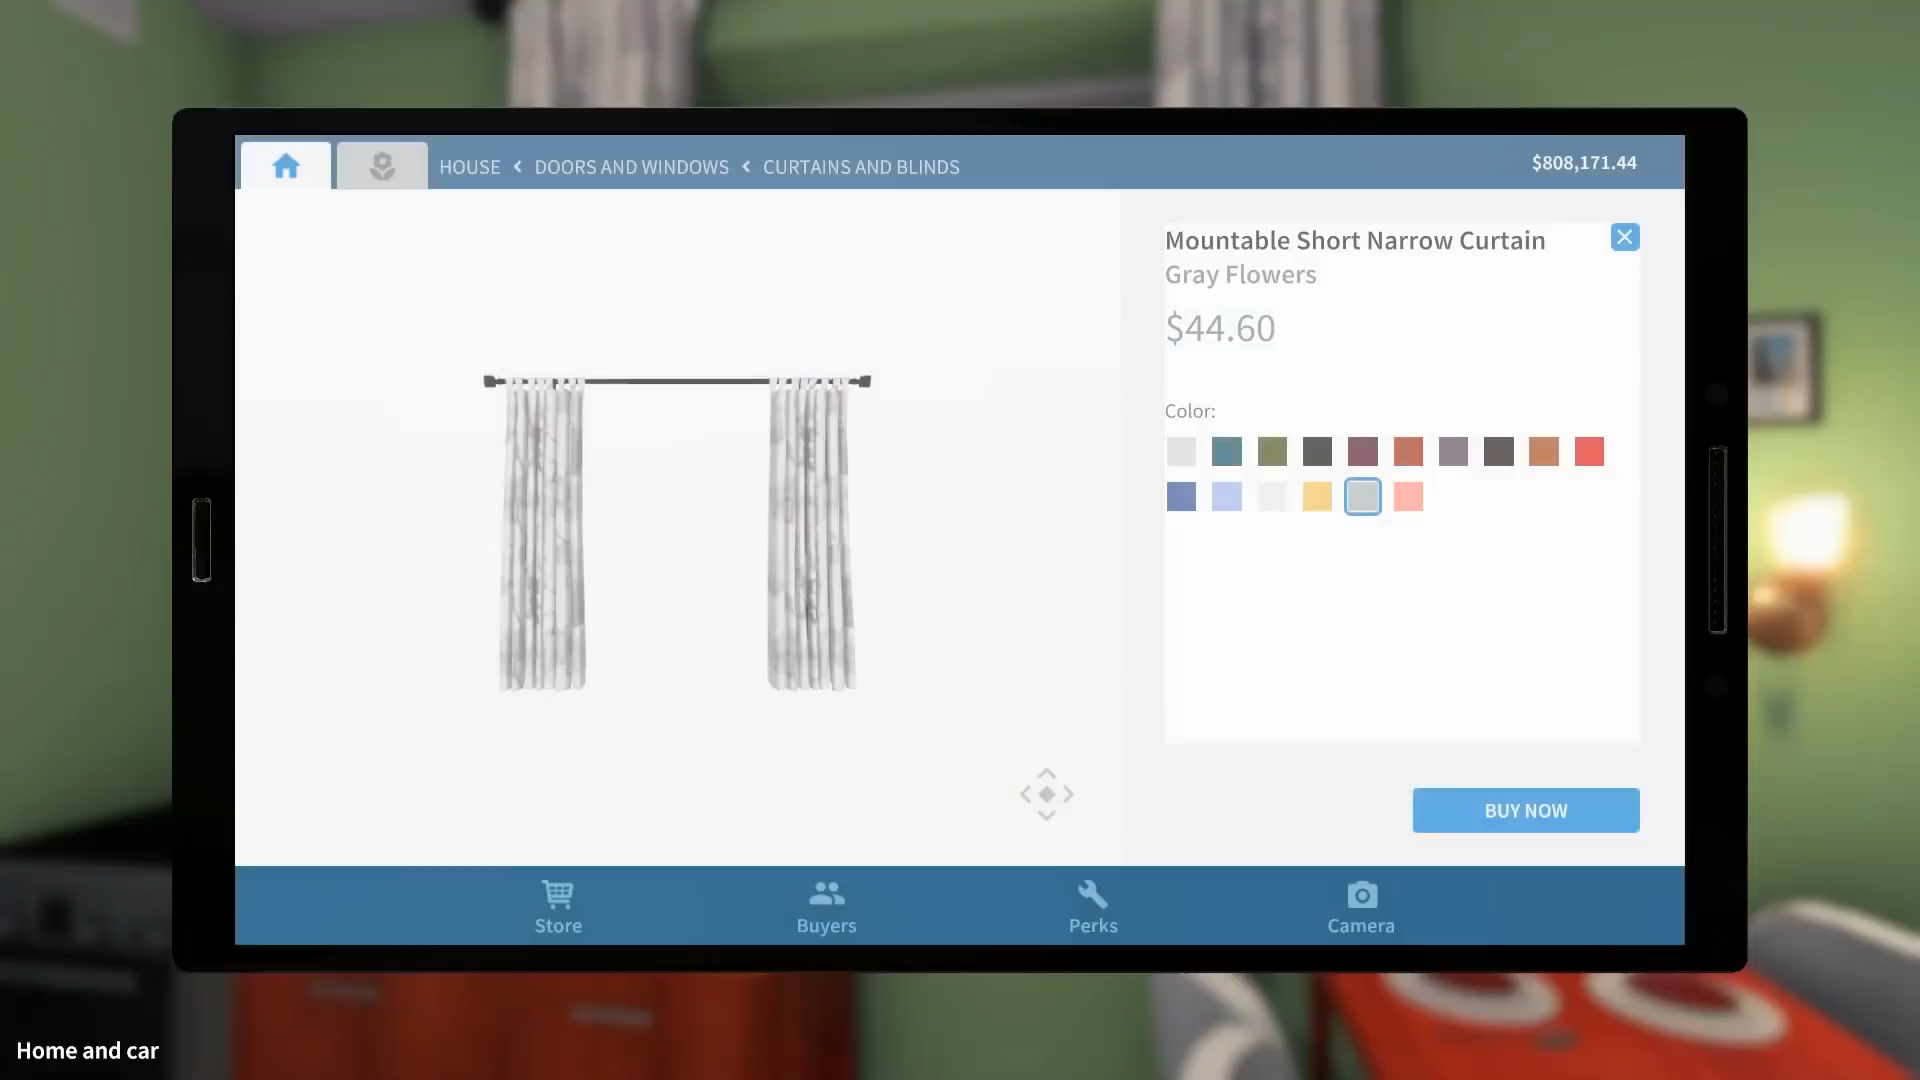 HOUSE < DOORS AND WINDOWS < CURTAINS AND BLINDS
$808,171.44
Mountable Short Narrow Curtain
Gray Flowers
$44.60
Color:
BUY NOW
Store
Buyers
Perks
Camera
Home and car